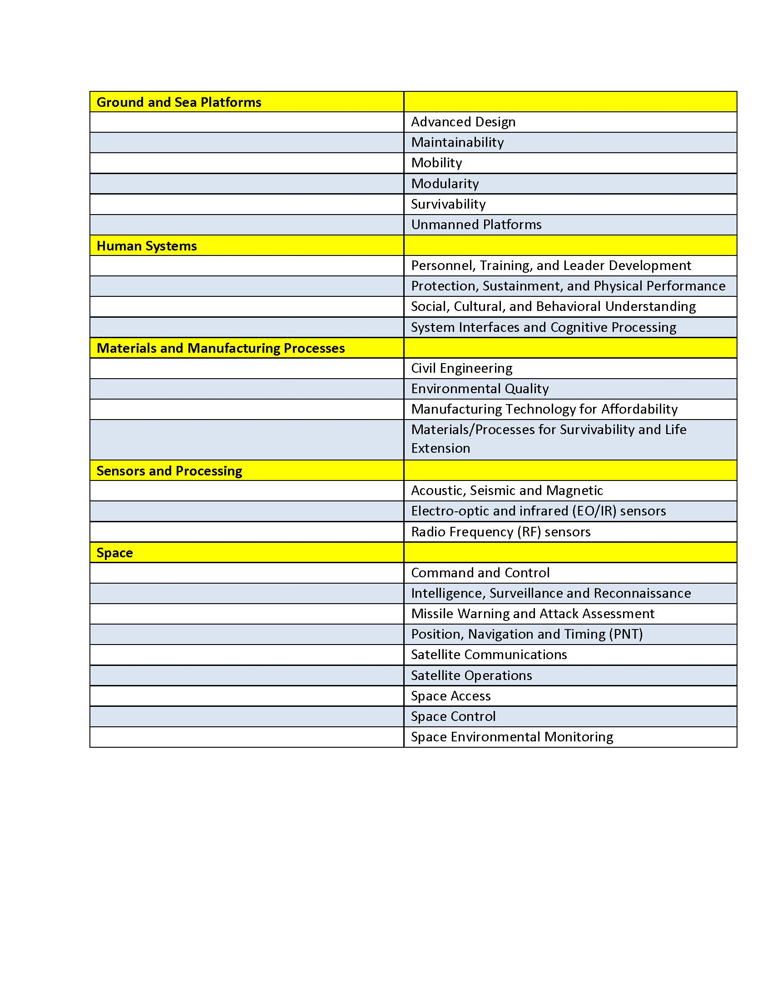 Ground and Sea Platforms
Advanced Design
Maintainability
Mobility
Modularity
Survivability
Unmanned Platforms
Human Systems
Personnel, Training, and Leader Development
Protection, Sustainment, and Physical Performance
Social, Cultural, and Behavioral Understanding
System Interfaces and Cognitive Processing
Materials and Manufacturing Processes
Civil Engineering
Environmental Quality
Manufacturing Technology for Affordability
Materials/Processes for Survivability and Life
Extension
Sensors and Processing
Acoustic, Seismic and Magnetic
Electro-optic and infrared (EO/IR) sensors
Radio Frequency (RF) sensors
Space
Command and Control
Intelligence, Surveillance and Reconnaissance
Missile Warning and Attack Assessment
Position, Navigation and Timing (PNT)
Satellite Communications
Satellite Operations
Space Access
Space Control
Space Environmental Monitoring